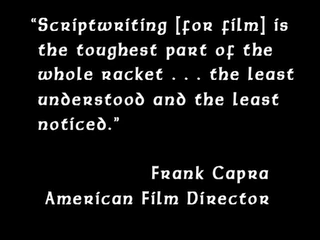 “Scriptwriting [for film] is
the toughest part of the
whole racket . . . the least
understood and the least
noticed.”
Frank Capra
American Film Director